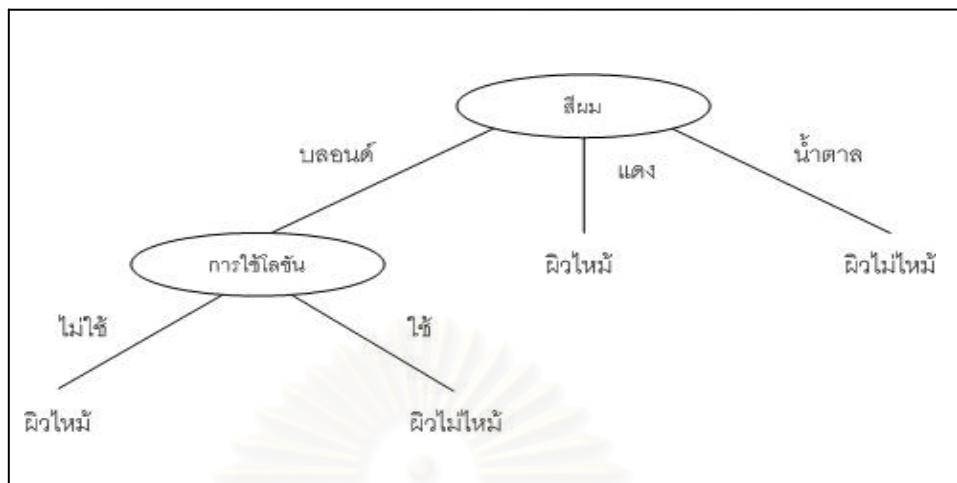 สีผม
บลอนด์
แดง
น้ำตาล
การใช้โลชัน
ผิวไหม้
ผิวไม่ไหม้
ไม่ใช้
ใช้
ผิวไหม้
ผิวไม่ไหม้